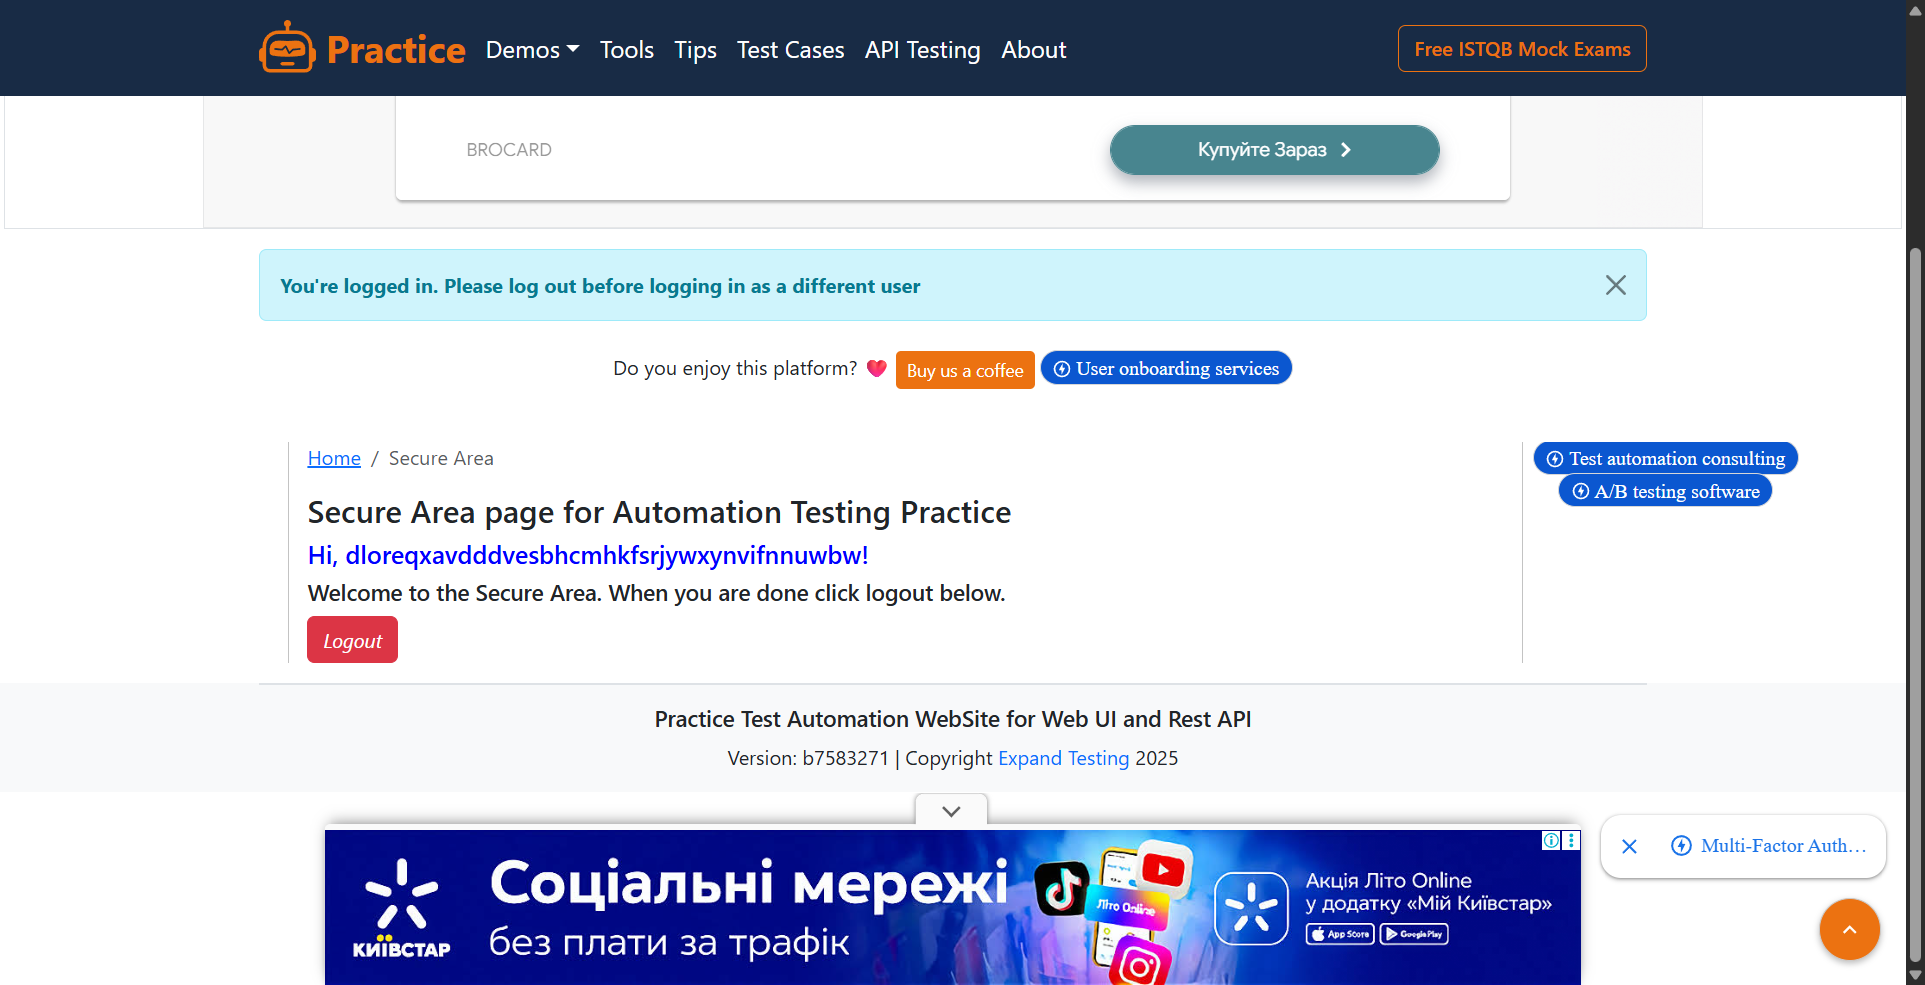 Practice Demos Tools Tips Test Cases API Testing About Free ISTQB Mock Exams
BROCARD Купуйте Зараз
You're logged in. Please log out before logging in as a different user
Do you enjoy this platform? Buy us a coffee User onboarding services
Home / Secure Area
Test automation consulting
A/B testing software
Secure Area page for Automation Testing Practice
Hi, dloreqxavdddvesbhcmhkfsrjywxynvifnnuwbw!
Welcome to the Secure Area. When you are done click logout below.
Logout
Practice Test Automation WebSite for Web UI and Rest API
Version: b7583271 | Copyright Expand Testing 2025
КИЇВСТАР
Соціальні мережі
без плати за трафік
Літо Online
Акція Літо Online
у додатку «Мій Київстар»
App Store Google Play
Multi-Factor Auth...